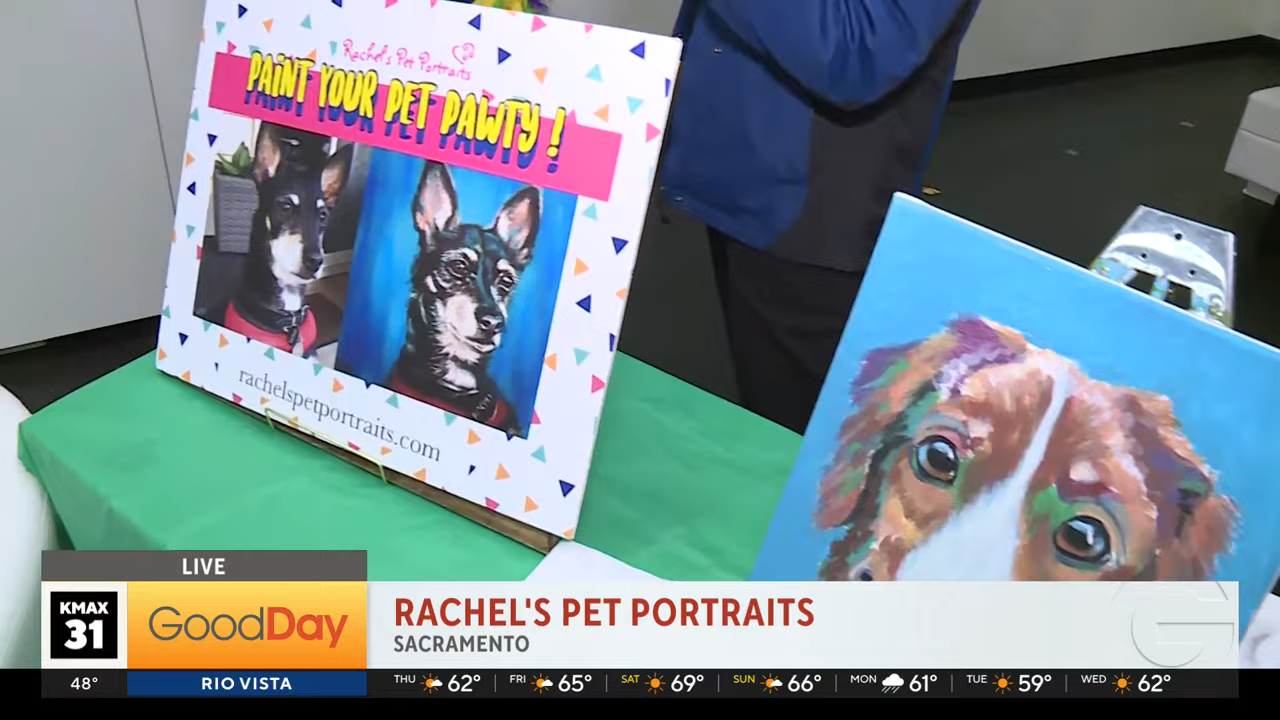 Rachel's Pet Portraits
PAINT YOUR PET PAWTY !
rachelspetportraits.com
LIVE
KMAX
31
GoodDay
RACHEL'S PET PORTRAITS
SACRAMENTO
G
48°
RIO VISTA
THU 62° FRI 65° SAT 69° SUN 66° MON 61° TUE 59° WED 62°